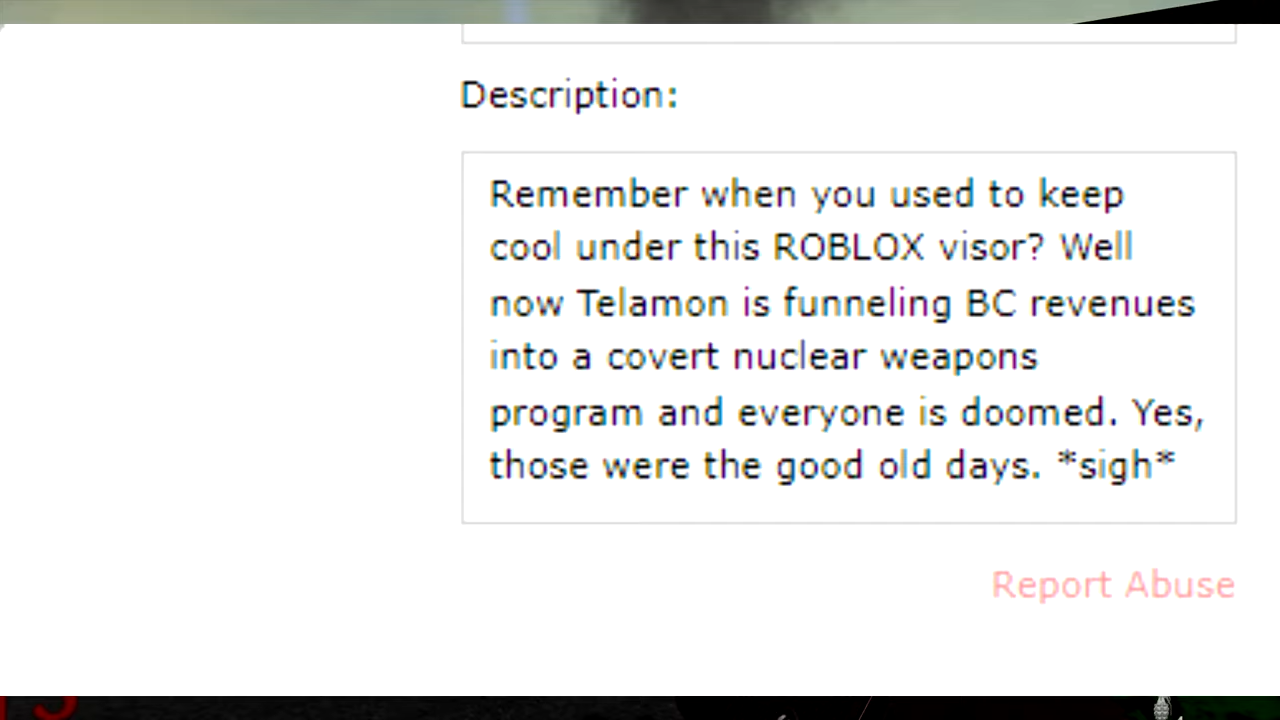 Description:
Remember when you used to keep
cool under this ROBLOX visor? Well
now Telamon is funneling BC revenues
into a covert nuclear weapons
program and everyone is doomed. Yes,
those were the good old days. *sigh*
Report Abuse